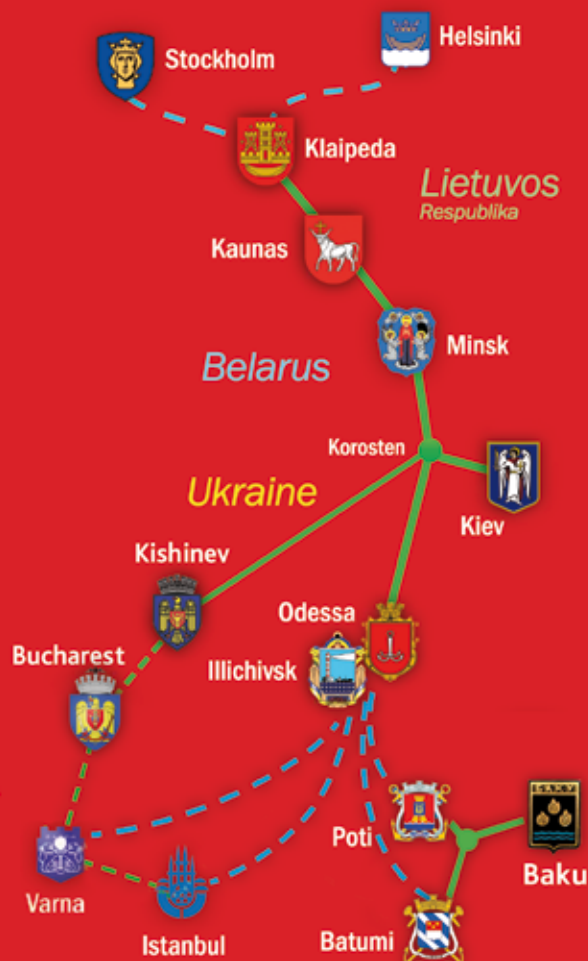 Helsinki
Stockholm
Klaipeda
Lietuvos
Respublika
Kaunas
Minsk
Belarus
Korosten
Ukraine
Kiev
Kishinev
Odessa
Bucharest
Illichivsk
Poti
Baku
Varna
Istanbul
Batumi